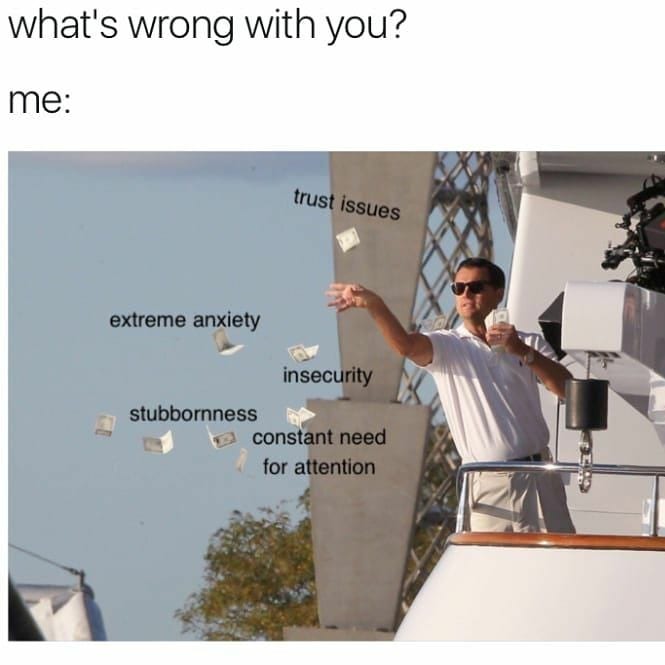 what's wrong with you?
me:
trust issues
extreme anxiety
insecurity
stubbornness
constant need
for attention